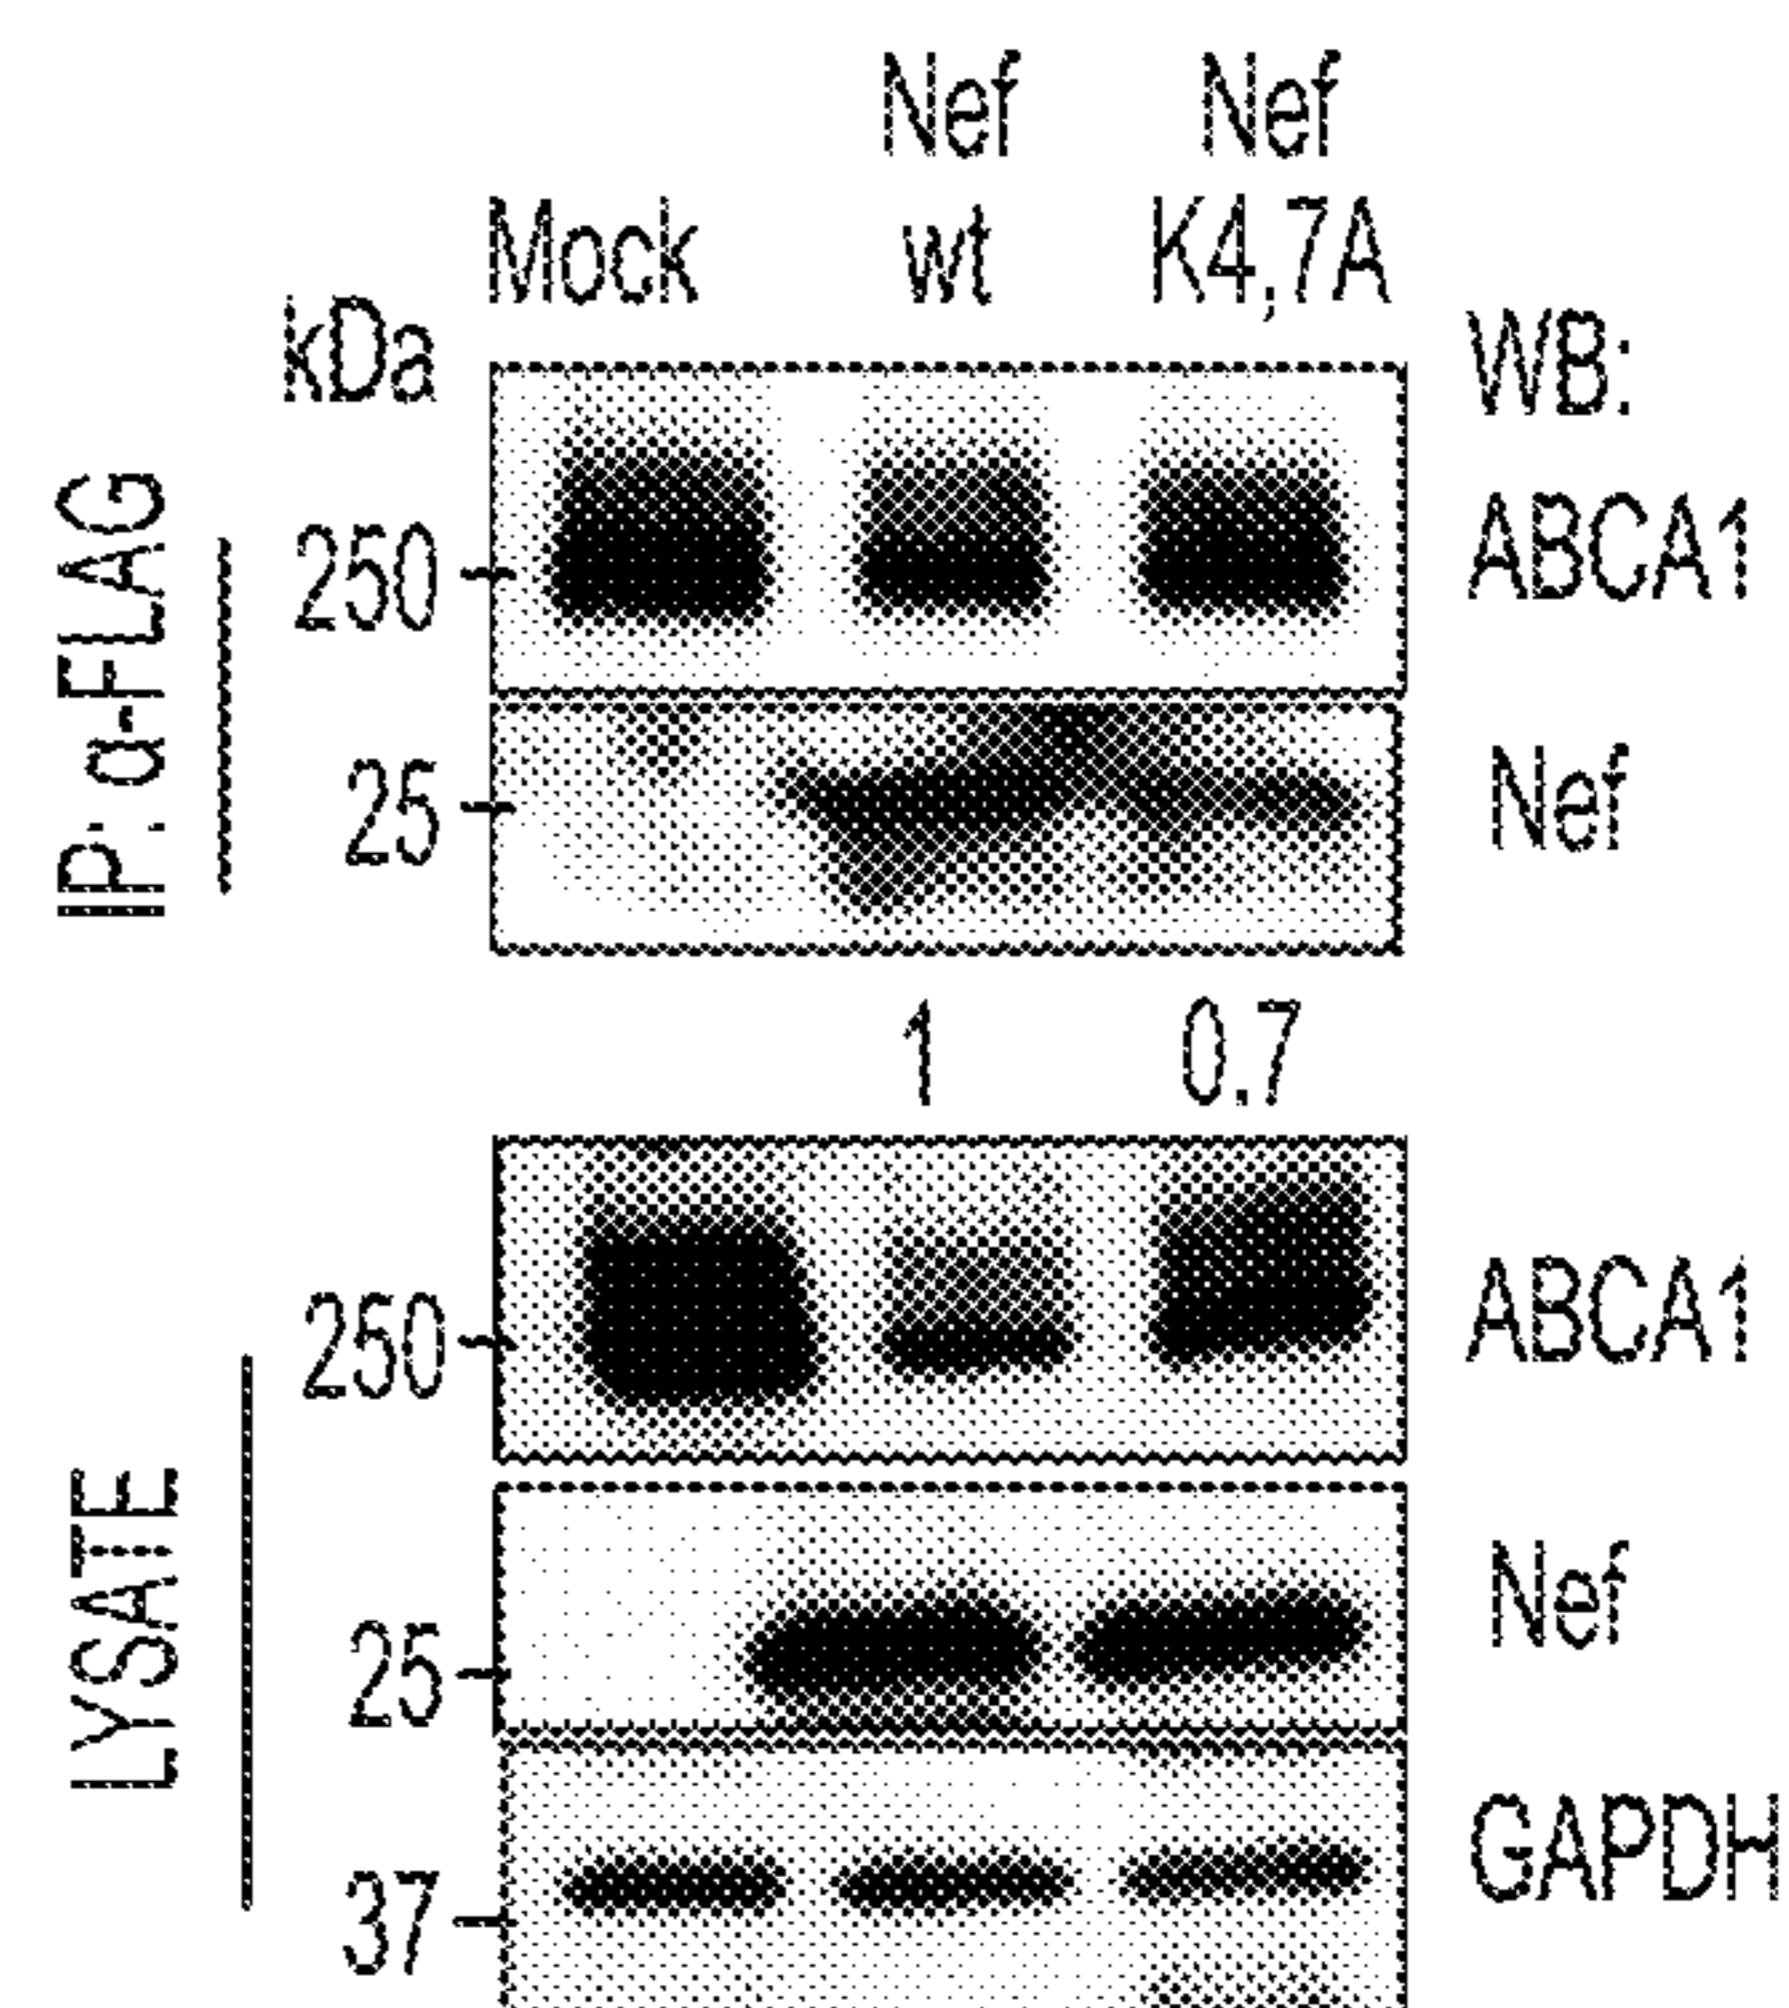 Nef Nef
Mock wt K4,7A
kDa WB:
IP: α-FLAG
250 ABCA1
25 Nef
1 0.7
LYSATE
250 ABCA1
25 Nef
37 GAPDH